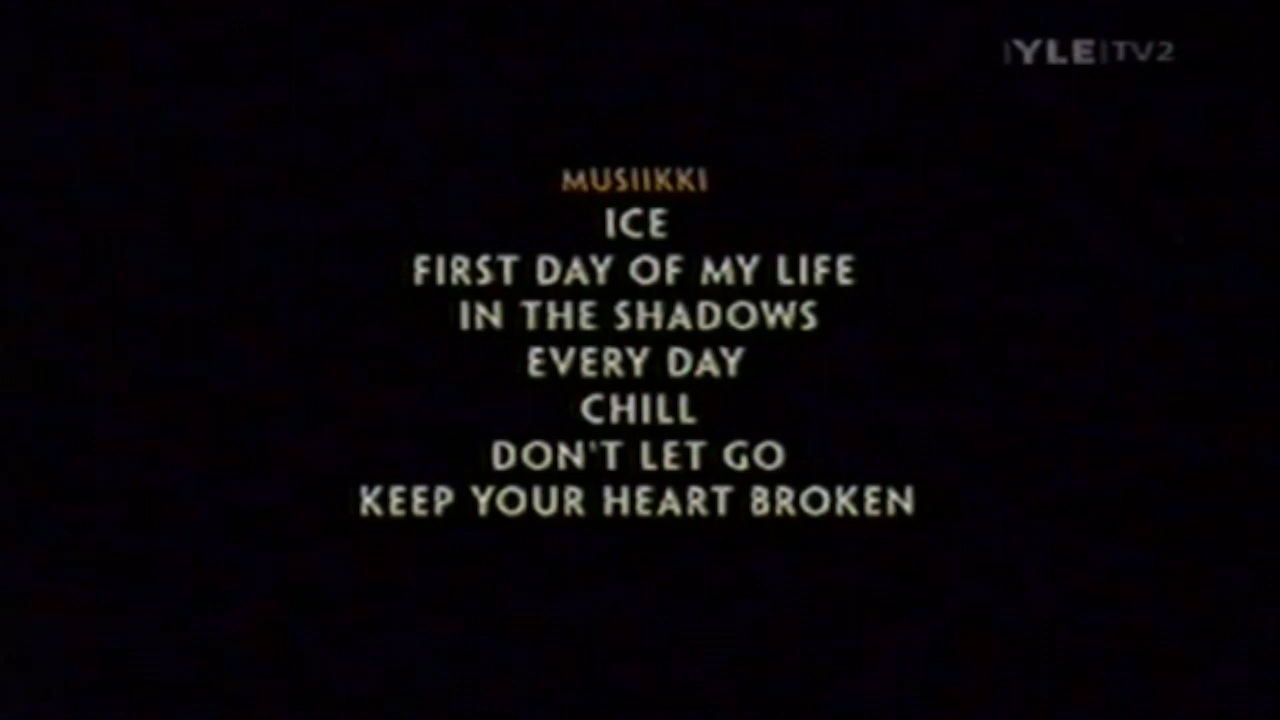 YLE TV2
MUSIIKKI
ICE
FIRST DAY OF MY LIFE
IN THE SHADOWS
EVERY DAY
CHILL
DON'T LET GO
KEEP YOUR HEART BROKEN